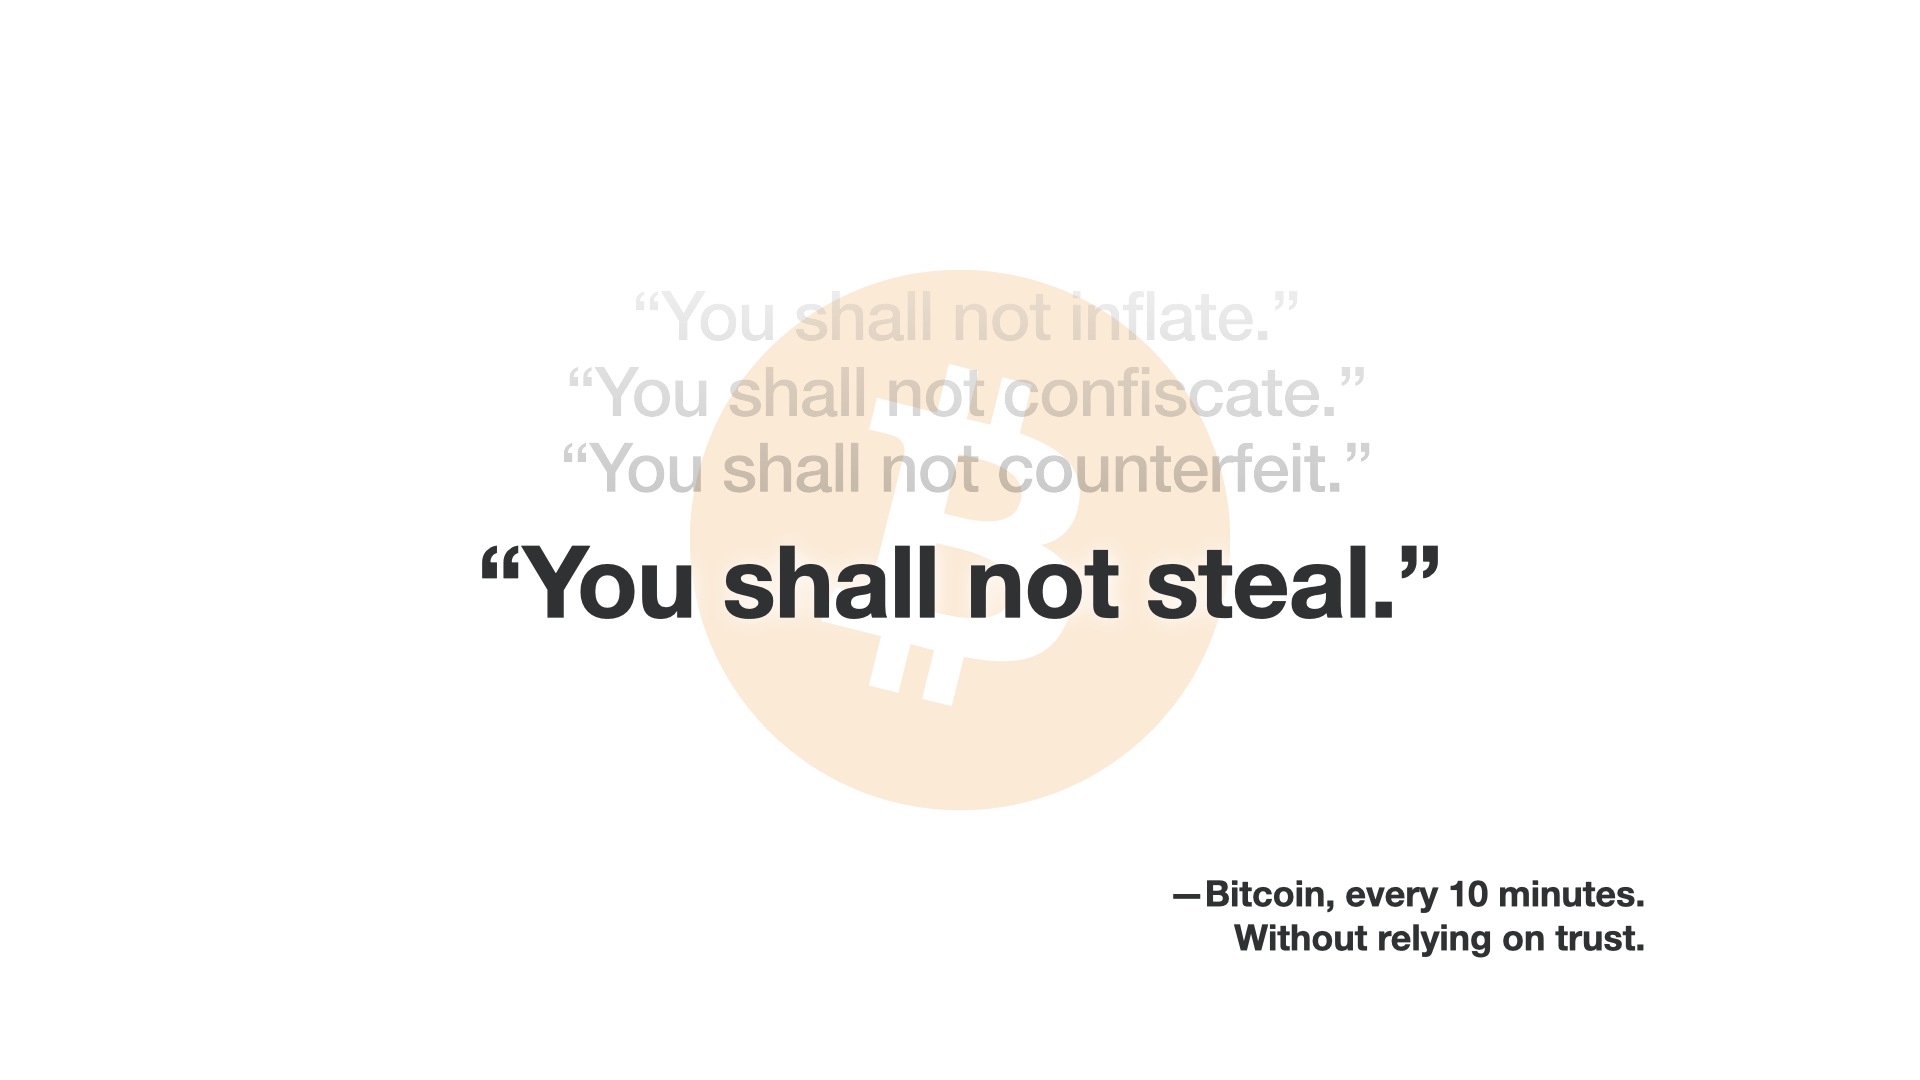 “You shall not inflate.”
“You shall not confiscate.”
“You shall not counterfeit.”
“You shall not steal.”
—Bitcoin, every 10 minutes.
Without relying on trust.